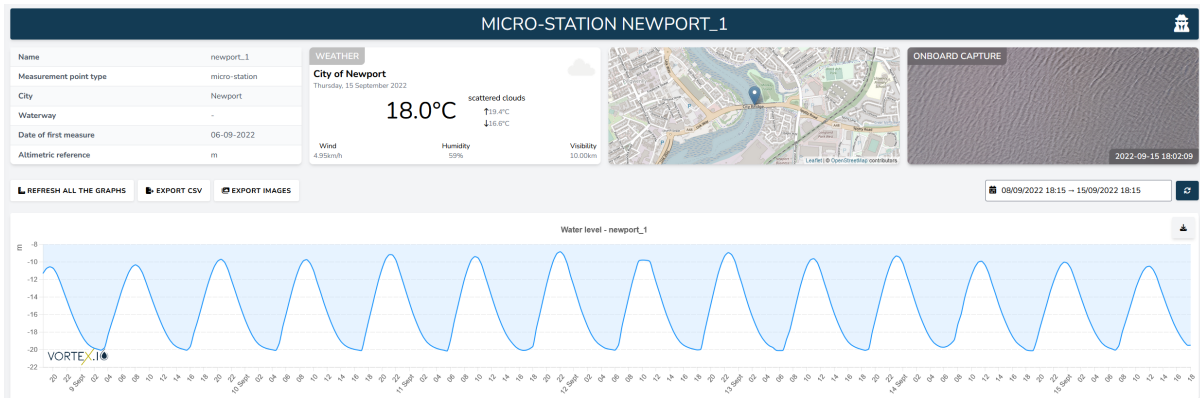 MICRO-STATION NEWPORT_1
Name newport_1
Measurement point type micro-station
City Newport
Waterway -
Date of first measure 06-09-2022
Altimetric reference m
WEATHER
City of Newport
Thursday, 15 September 2022
18.0°C
scattered clouds
↑19.4°C
↓16.6°C
Wind Humidity Visibility
4.95km/h 59% 10.00km
City Bridge
Leaflet | © OpenStreetMap contributors
ONBOARD CAPTURE
2022-09-15 18:02:09
REFRESH ALL THE GRAPHS EXPORT CSV EXPORT IMAGES
08/09/2022 18:15 → 15/09/2022 18:15
Water level - newport_1
m
-8
-10
-12
-14
-16
-18
-20
-22
VORTEX.IO
20 22 9 Sept 02 04 06 08 10 12 14 16 18 20 22 10 Sept 02 04 06 08 10 12 14 16 18 20 22 11 Sept 02 04 06 08 10 12 14 16 18 20 22 12 Sept 02 04 06 08 10 12 14 16 18 20 22 13 Sept 02 04 06 08 10 12 14 16 18 20 22 14 Sept 02 04 06 08 10 12 14 16 18 20 22 15 Sept 02 04 06 08 10 12 14 16 18